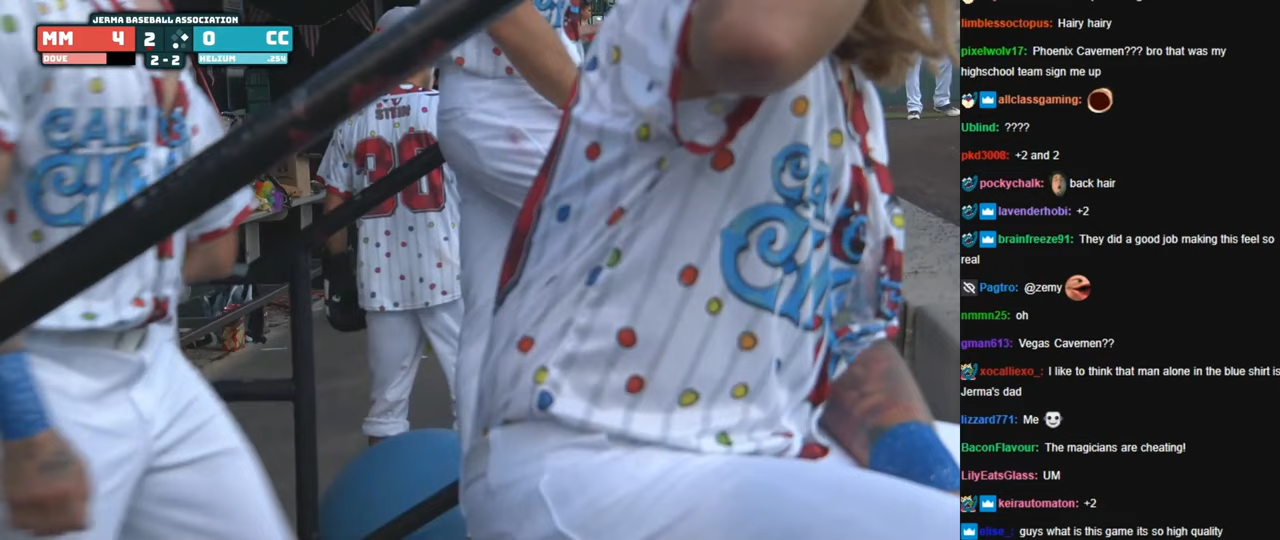 JERMA BASEBALL ASSOCIATION
MM 4 2 0 CC
DOVE 2-2 HELIUM .254
STEIN
30
limblessoctopus: Hairy hairy
pixelwolv17: Phoenix Cavemen??? bro that was my
highschool team sign me up
allclassgaming:
Ublind: ????
pkd3008: +2 and 2
pockychalk: back hair
lavenderhobi: +2
brainfreeze91: They did a good job making this feel so
real
Pagtro: @zemy
nmmn25: oh
gman613: Vegas Cavemen??
xocalliexo_: I like to think that man alone in the blue shirt is
Jerma's dad
lizzard771: Me
BaconFlavour: The magicians are cheating!
LilyEatsGlass: UM
keirautomaton: +2
elise_: guys what is this game its so high quality